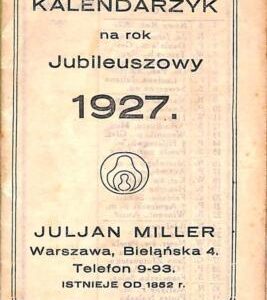 KALENDARZYK
na rok
Jubileuszowy
1927.
JULJAN MILLER
Warszawa, Bielańska 4.
Telefon 9-93.
ISTNIEJE OD 1852 r.